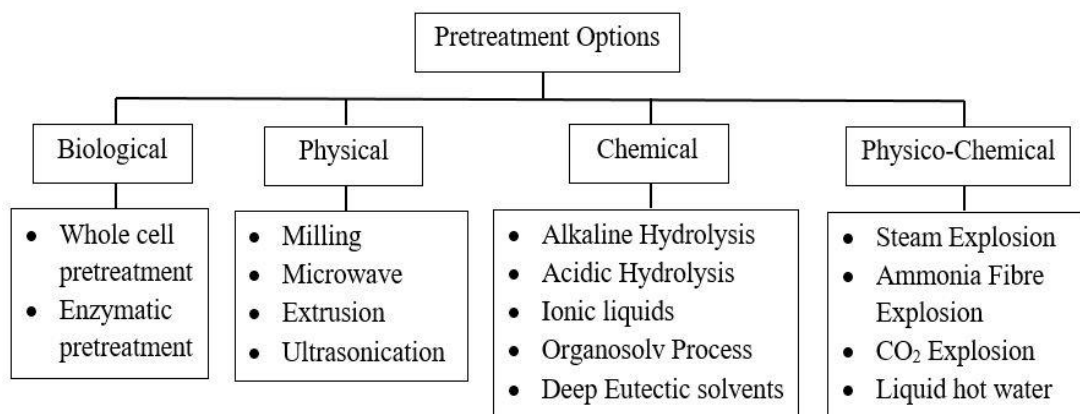 Pretreatment Options
Biological
Physical
Chemical
Physico-Chemical
• Whole cell
pretreatment
• Enzymatic
pretreatment
• Milling
• Microwave
• Extrusion
• Ultrasonication
• Alkaline Hydrolysis
• Acidic Hydrolysis
• Ionic liquids
• Organosolv Process
• Deep Eutectic solvents
• Steam Explosion
• Ammonia Fibre
Explosion
• CO₂ Explosion
• Liquid hot water